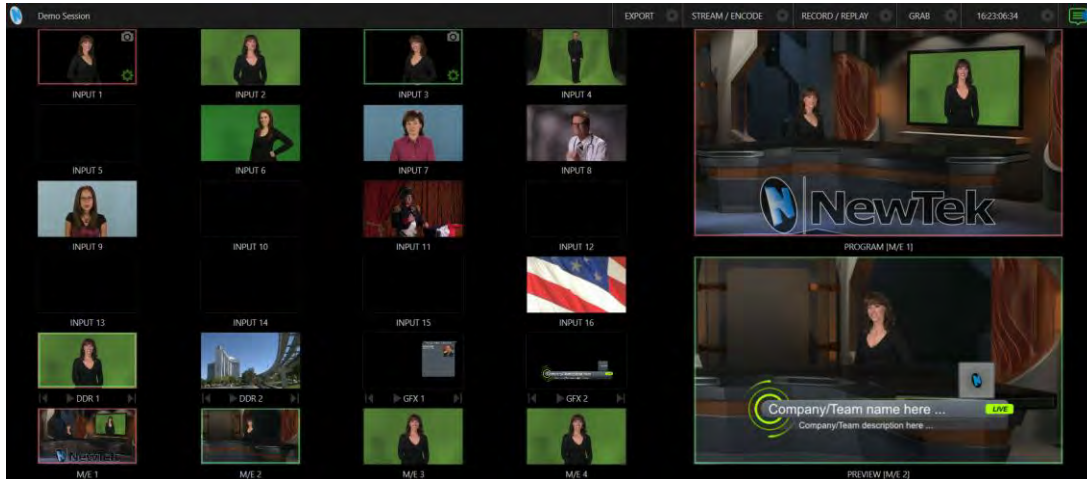 Demo Session
EXPORT
STREAM / ENCODE
RECORD / REPLAY
GRAB
16:23:06:34
INPUT 1
INPUT 2
INPUT 3
INPUT 4
INPUT 5
INPUT 6
INPUT 7
INPUT 8
INPUT 9
INPUT 10
INPUT 11
INPUT 12
INPUT 13
INPUT 14
INPUT 15
INPUT 16
DDR 1
DDR 2
GFX 1
GFX 2
M/E 1
M/E 2
M/E 3
M/E 4
NewTek
PROGRAM [M/E 1]
Company/Team name here ...
LIVE
Company/Team description here ...
PREVIEW [M/E 2]